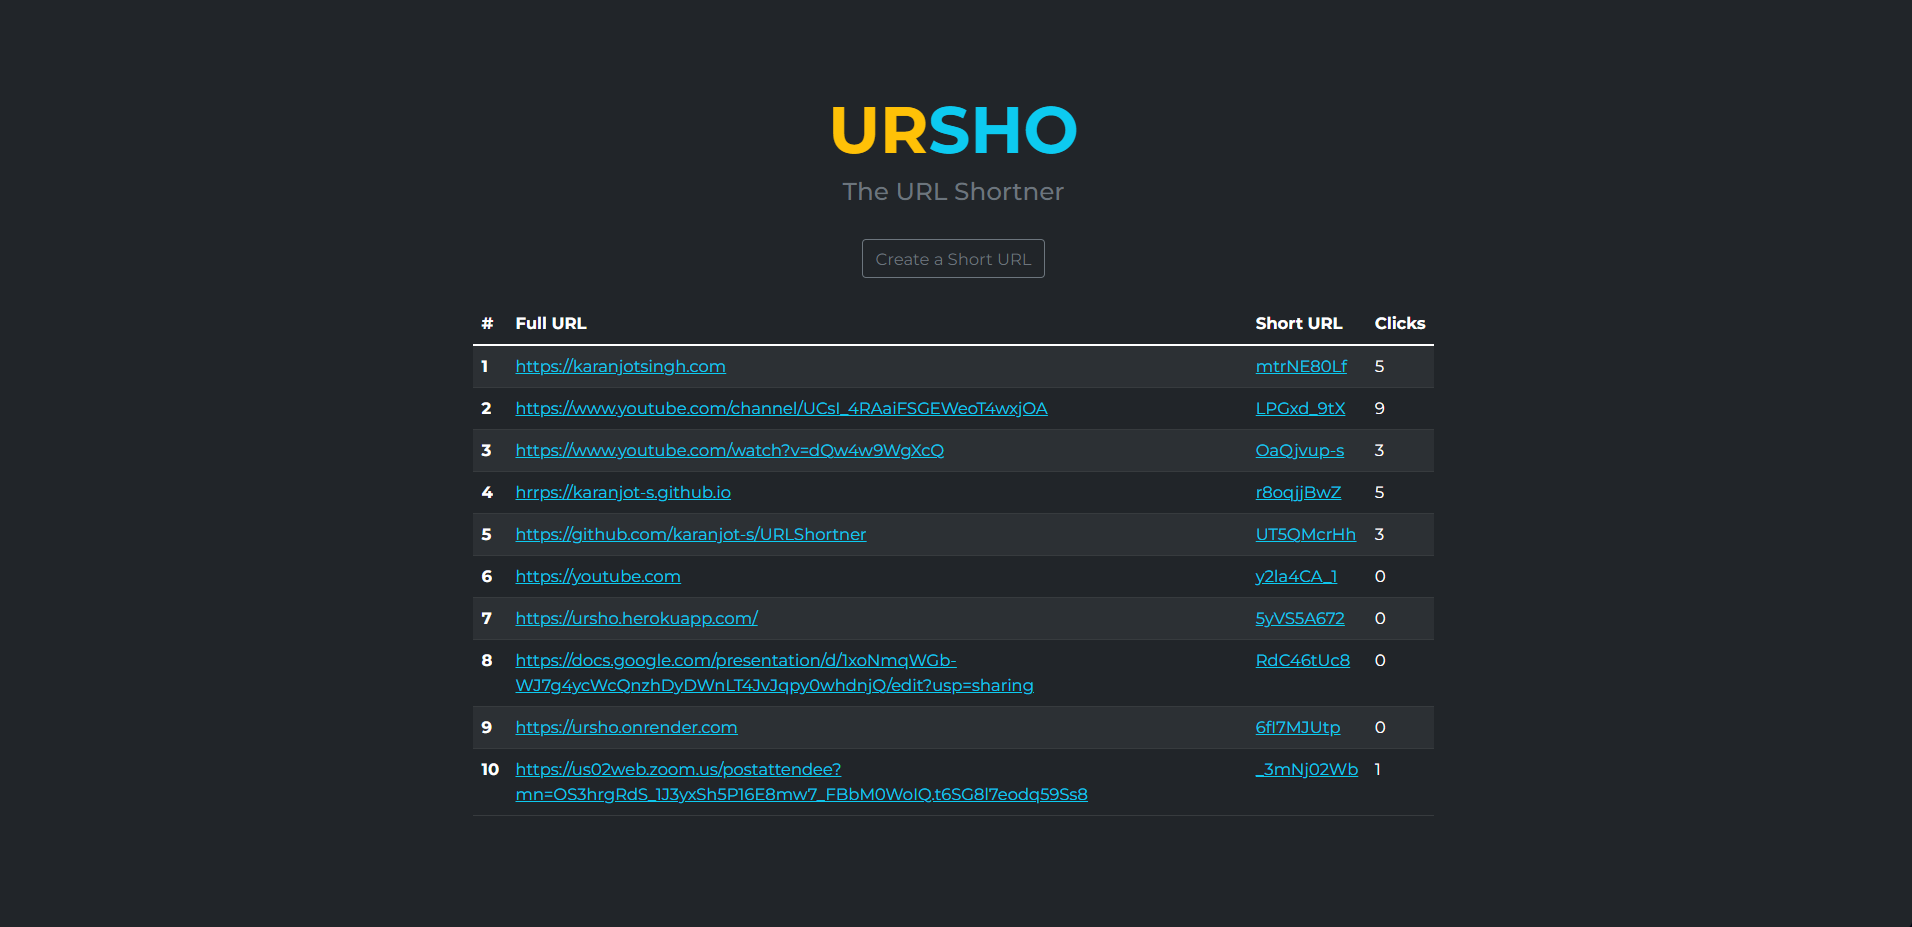 URSHO
The URL Shortner
Create a Short URL
# Full URL Short URL Clicks
1 https://karanjotsingh.com mtrNE80Lf 5
2 https://www.youtube.com/channel/UCsI_4RAaiFSGEWeoT4wxjOA LPGxd_9tX 9
3 https://www.youtube.com/watch?v=dQw4w9WgXcQ OaQjvup-s 3
4 hrrps://karanjot-s.github.io r8oqjjBwZ 5
5 https://github.com/karanjot-s/URLShortner UT5QMcrHh 3
6 https://youtube.com y2la4CA_1 0
7 https://ursho.herokuapp.com/ 5yVS5A672 0
8 https://docs.google.com/presentation/d/1xoNmqWGb- RdC46tUc8 0
WJ7g4ycWcQnzhDyDWnLT4JvJqpy0whdnjQ/edit?usp=sharing
9 https://ursho.onrender.com 6fI7MJUtp 0
10 https://us02web.zoom.us/postattendee? _3mNj02Wb 1
mn=OS3hrgRdS_1J3yxSh5P16E8mw7_FBbM0WoIQ.t6SG8l7eodq59Ss8